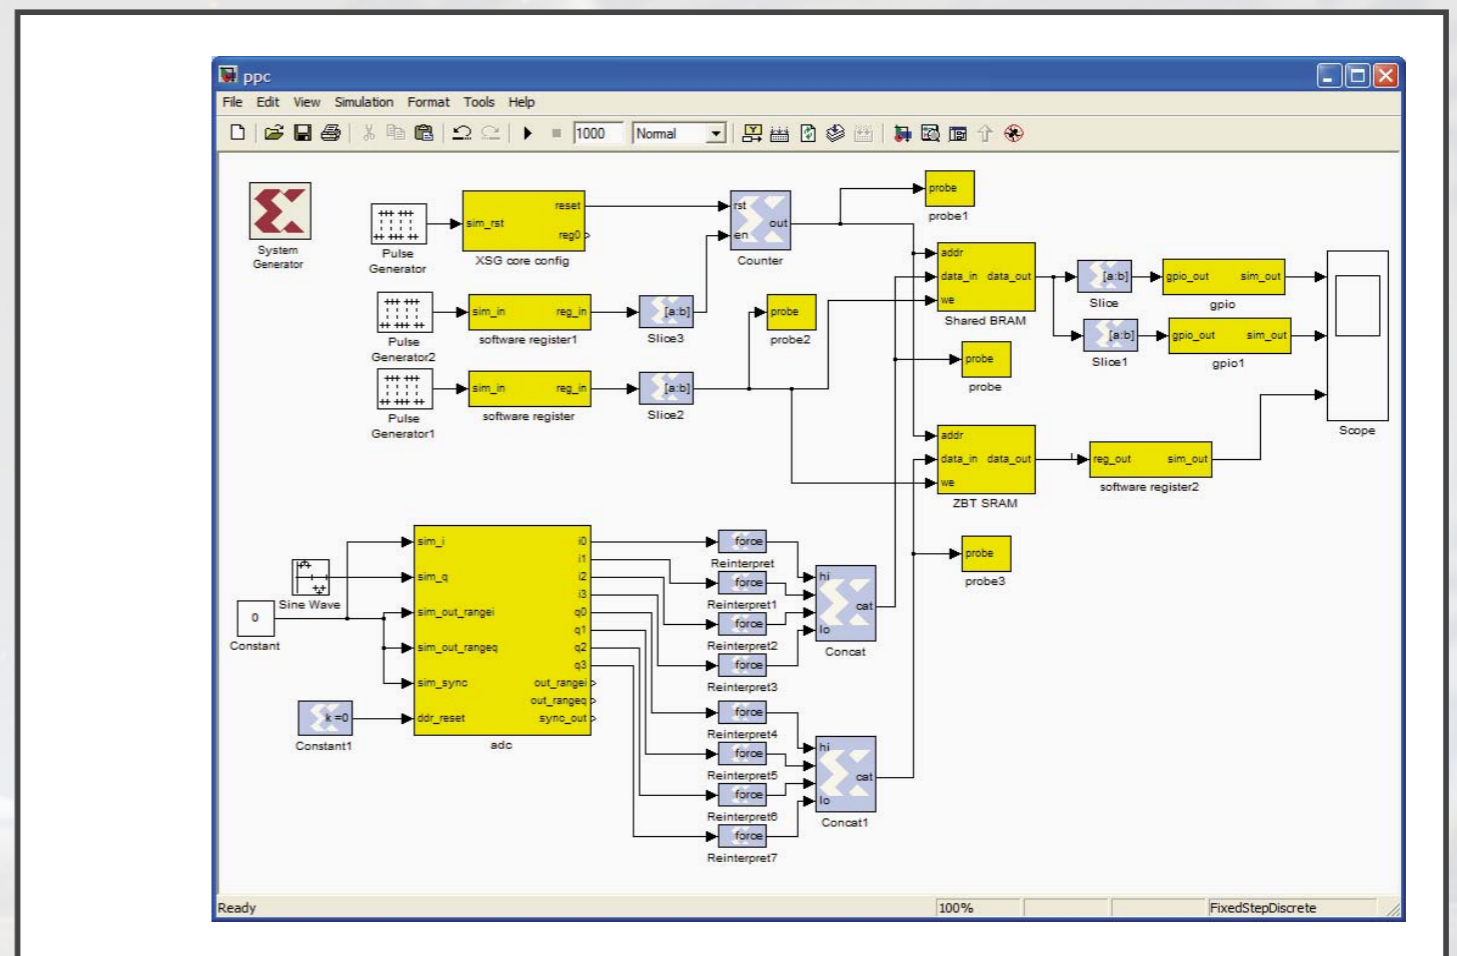 ppc
File Edit View Simulation Format Tools Help
1000 Normal
System
Generator
Pulse
Generator
sim_rst reset
reg0
XSG core config
rst
en out
Counter
probe
probe1
Pulse
Generator2
sim_in reg_in
software register1
[a:b]
Slice3
probe
probe2
addr
data_in data_out
we
Shared BRAM
[a:b]
Slice
gpio_out sim_out
gpio
[a:b]
Slice1
gpio_out sim_out
gpio1
Scope
Pulse
Generator1
sim_in reg_in
software register
[a:b]
Slice2
probe
probe
addr
data_in data_out
we
ZBT SRAM
reg_out sim_out
software register2
probe
probe3
Sine Wave
0
Constant
k =0
Constant1
sim_i i0
i1
sim_q i2
i3
sim_out_rangei q0
q1
sim_out_rangeq q2
q3
sim_sync out_rangei
out_rangeq
ddr_reset sync_out
adc
force
Reinterpret
force
Reinterpret1
force
Reinterpret2
force
Reinterpret3
hi
cat
lo
Concat
force
Reinterpret4
force
Reinterpret5
force
Reinterpret6
force
Reinterpret7
hi
cat
lo
Concat1
Ready 100% FixedStepDiscrete